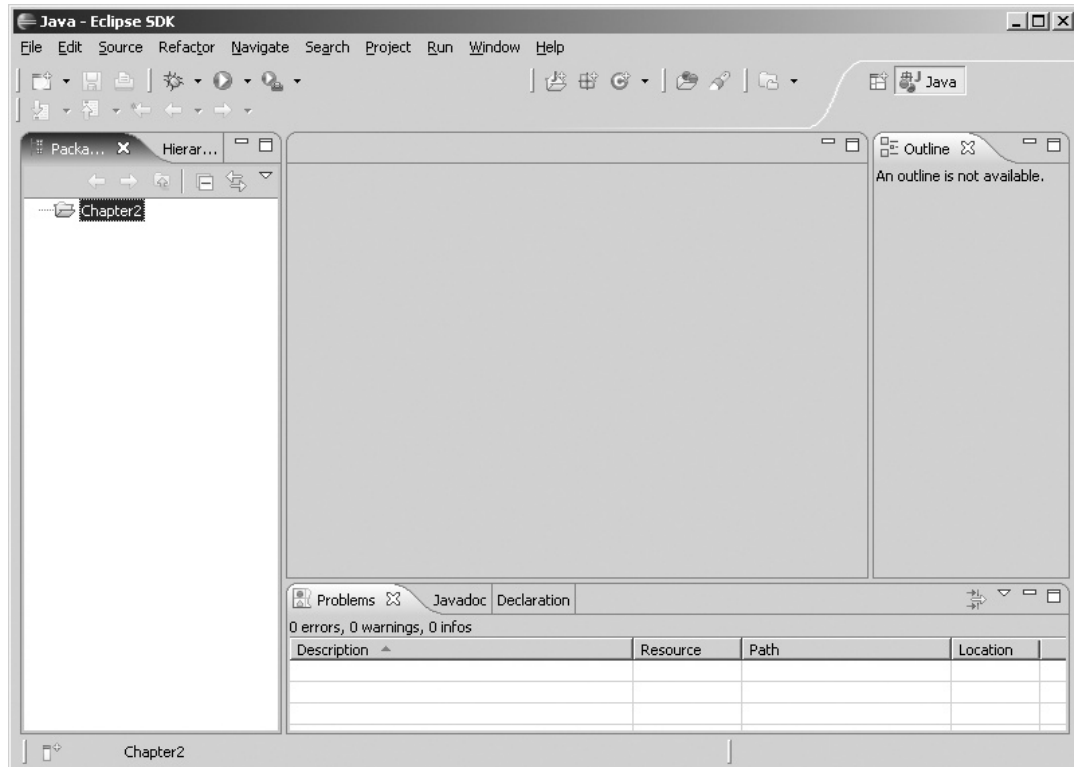 Java - Eclipse SDK
File Edit Source Refactor Navigate Search Project Run Window Help
Java
Packa... Hierar...
Outline
An outline is not available.
Chapter2
Problems Javadoc Declaration
0 errors, 0 warnings, 0 infos
Description Resource Path Location
Chapter2